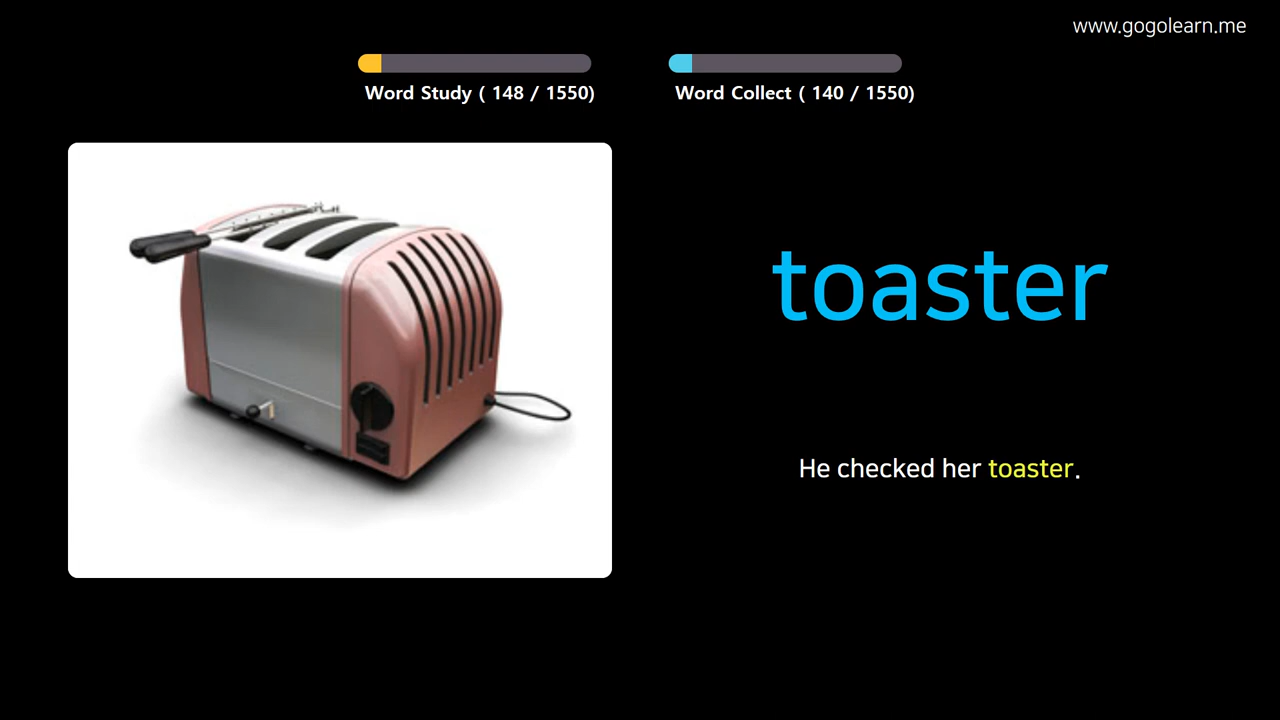 www.gogolearn.me
Word Study ( 148 / 1550)
Word Collect ( 140 / 1550)
toaster
He checked her toaster.